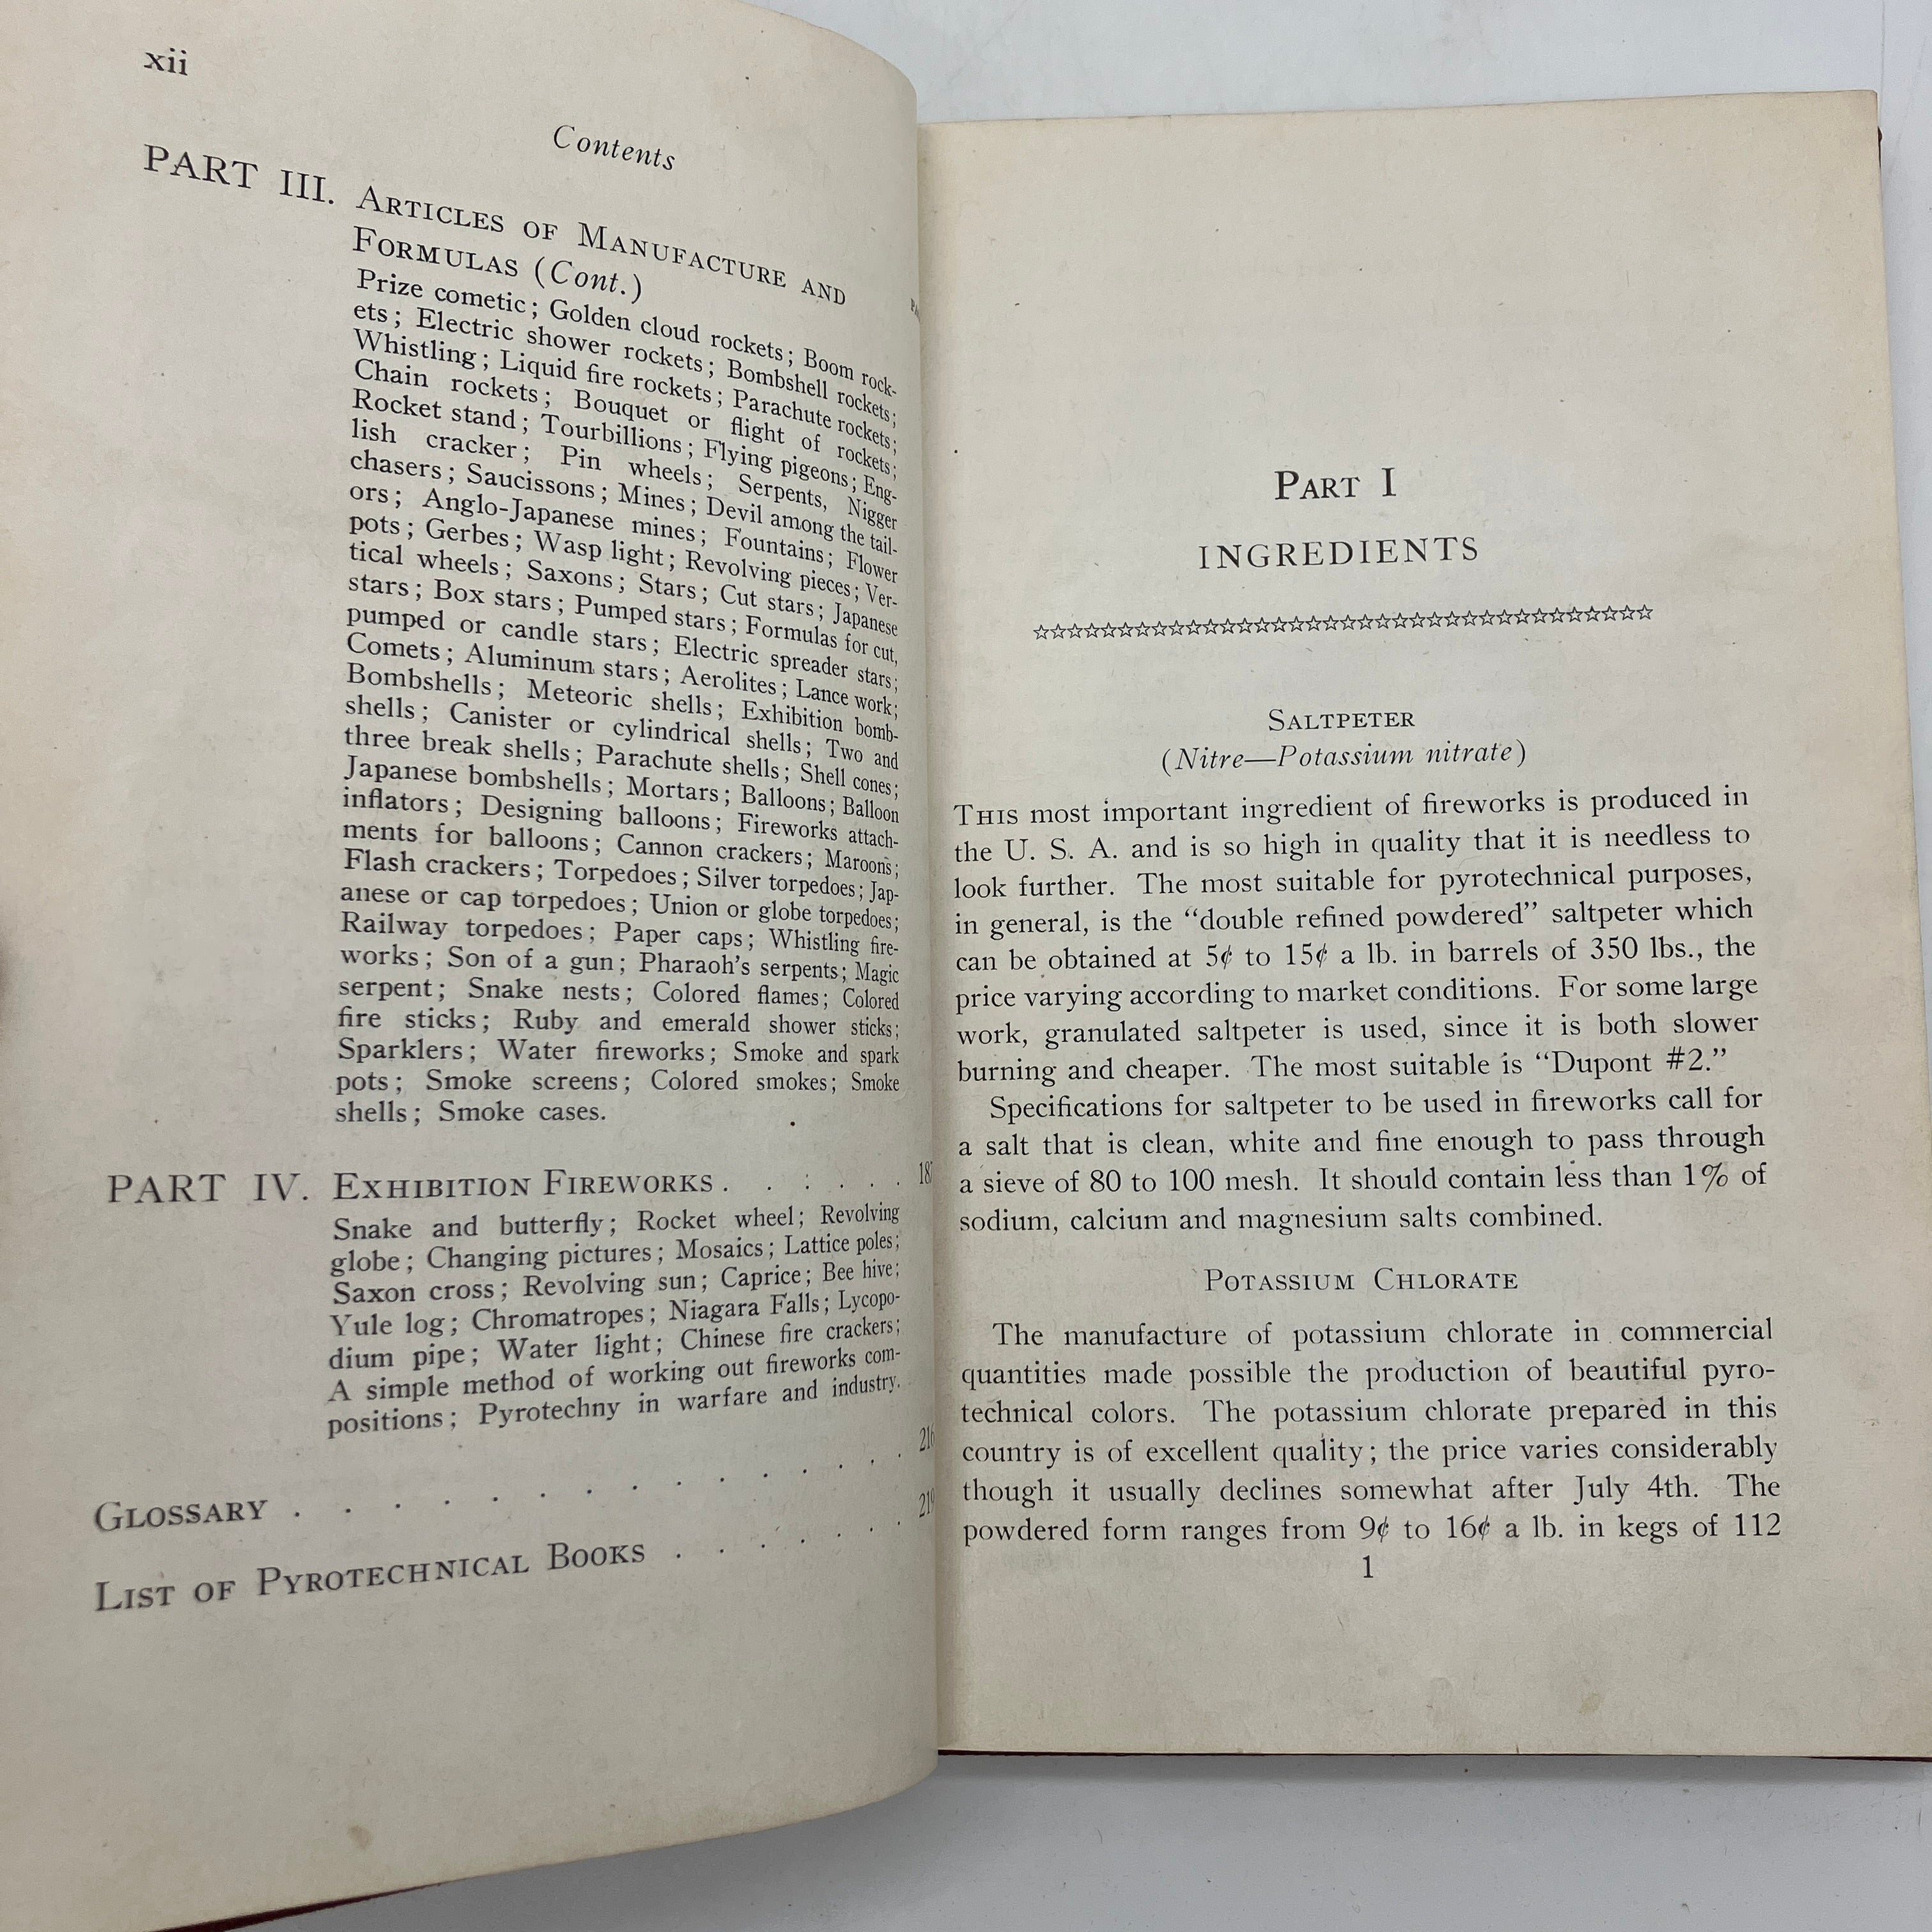 xii
Contents
PART III. ARTICLES OF MANUFACTURE AND
FORMULAS (Cont.)
Prize cometic; Golden cloud rockets; Boom rock-
ets; Electric shower rockets; Bombshell rockets;
Whistling; Liquid fire rockets; Parachute rockets;
Chain rockets; Bouquet or flight of rockets;
Rocket stand; Tourbillions; Flying pigeons; Eng-
lish cracker; Pin wheels; Serpents, Nigger
chasers; Saucissons; Mines; Devil among the tail-
ors; Anglo-Japanese mines; Fountains; Flower
pots; Gerbes; Wasp light; Revolving pieces; Ver-
tical wheels; Saxons; Stars; Cut stars; Japanese
stars; Box stars; Pumped stars; Formulas for cut,
pumped or candle stars; Electric spreader stars;
Comets; Aluminum stars; Aerolites; Lance work;
Bombshells; Meteoric shells; Exhibition bomb-
shells; Canister or cylindrical shells; Two and
three break shells; Parachute shells; Shell cones;
Japanese bombshells; Mortars; Balloons; Balloon
inflators; Designing balloons; Fireworks attach-
ments for balloons; Cannon crackers; Maroons;
Flash crackers; Torpedoes; Silver torpedoes; Jap-
anese or cap torpedoes; Union or globe torpedoes;
Railway torpedoes; Paper caps; Whistling fire-
works; Son of a gun; Pharaoh's serpents; Magic
serpent; Snake nests; Colored flames; Colored
fire sticks; Ruby and emerald shower sticks;
Sparklers; Water fireworks; Smoke and spark
pots; Smoke screens; Colored smokes; Smoke
shells; Smoke cases.
PART IV. EXHIBITION FIREWORKS . . . . . .
Snake and butterfly; Rocket wheel; Revolving
globe; Changing pictures; Mosaics; Lattice poles;
Saxon cross; Revolving sun; Caprice; Bee hive;
Yule log; Chromatropes; Niagara Falls; Lycopo-
dium pipe; Water light; Chinese fire crackers;
A simple method of working out fireworks com-
positions; Pyrotechny in warfare and industry.
GLOSSARY . . . . . . . . . . . . 216
LIST OF PYROTECHNICAL BOOKS . . . . . . 219
PART I
INGREDIENTS
☆☆☆☆☆☆☆☆☆☆☆☆☆☆☆☆☆☆☆☆☆☆☆☆☆☆☆☆☆☆☆☆☆☆☆☆
SALTPETER
(Nitre—Potassium nitrate)
THIS most important ingredient of fireworks is produced in
the U. S. A. and is so high in quality that it is needless to
look further. The most suitable for pyrotechnical purposes,
in general, is the “double refined powdered” saltpeter which
can be obtained at 5¢ to 15¢ a lb. in barrels of 350 lbs., the
price varying according to market conditions. For some large
work, granulated saltpeter is used, since it is both slower
burning and cheaper. The most suitable is “Dupont #2.”
Specifications for saltpeter to be used in fireworks call for
a salt that is clean, white and fine enough to pass through
a sieve of 80 to 100 mesh. It should contain less than 1% of
sodium, calcium and magnesium salts combined.
POTASSIUM CHLORATE
The manufacture of potassium chlorate in commercial
quantities made possible the production of beautiful pyro-
technical colors. The potassium chlorate prepared in this
country is of excellent quality; the price varies considerably
though it usually declines somewhat after July 4th. The
powdered form ranges from 9¢ to 16¢ a lb. in kegs of 112
1